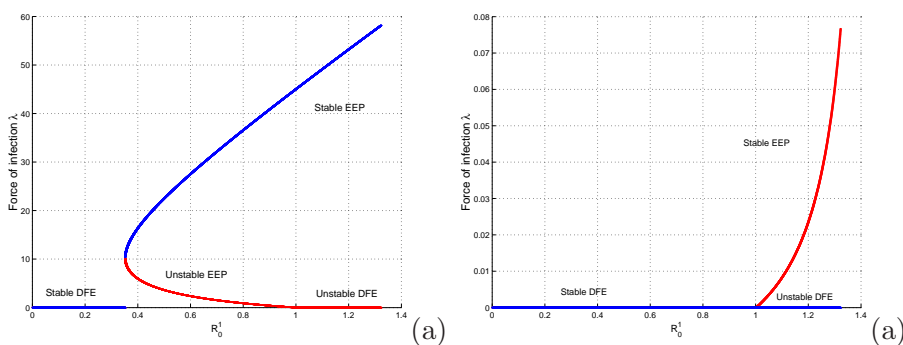 60
50
40
30
20
10
0
Force of infection λ
Stable EEP
Unstable EEP
Stable DFE
Unstable DFE
0 0.2 0.4 0.6 0.8 1 1.2 1.4
R₀¹
(a)
0.08
0.07
0.06
0.05
0.04
0.03
0.02
0.01
0
Force of infection λ
Stable EEP
Stable DFE
Unstable DFE
0 0.2 0.4 0.6 0.8 1 1.2 1.4
R₀¹
(a)